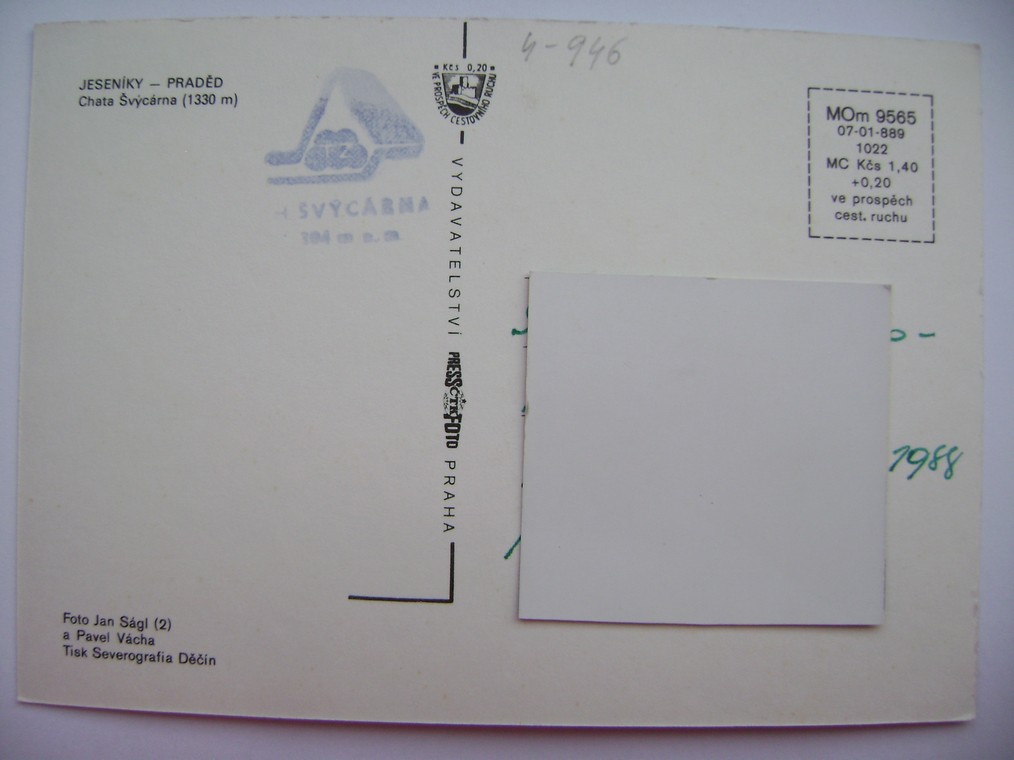 4-946
JESENÍKY — PRADĚD
Chata Švýcárna (1330 m)
ŠVÝCÁRNA
m n. m.
Kčs 0,20
VE PROSPĚCH CESTOVNÍHO RUCHU
VYDAVATELSTVÍ PRESSFOTO ČTK PRAHA
MOm 9565
07-01-889
1022
MC Kčs 1,40
+0,20
ve prospěch
cest. ruchu
1988
Foto Jan Ságl (2)
a Pavel Vácha
Tisk Severografia Děčín